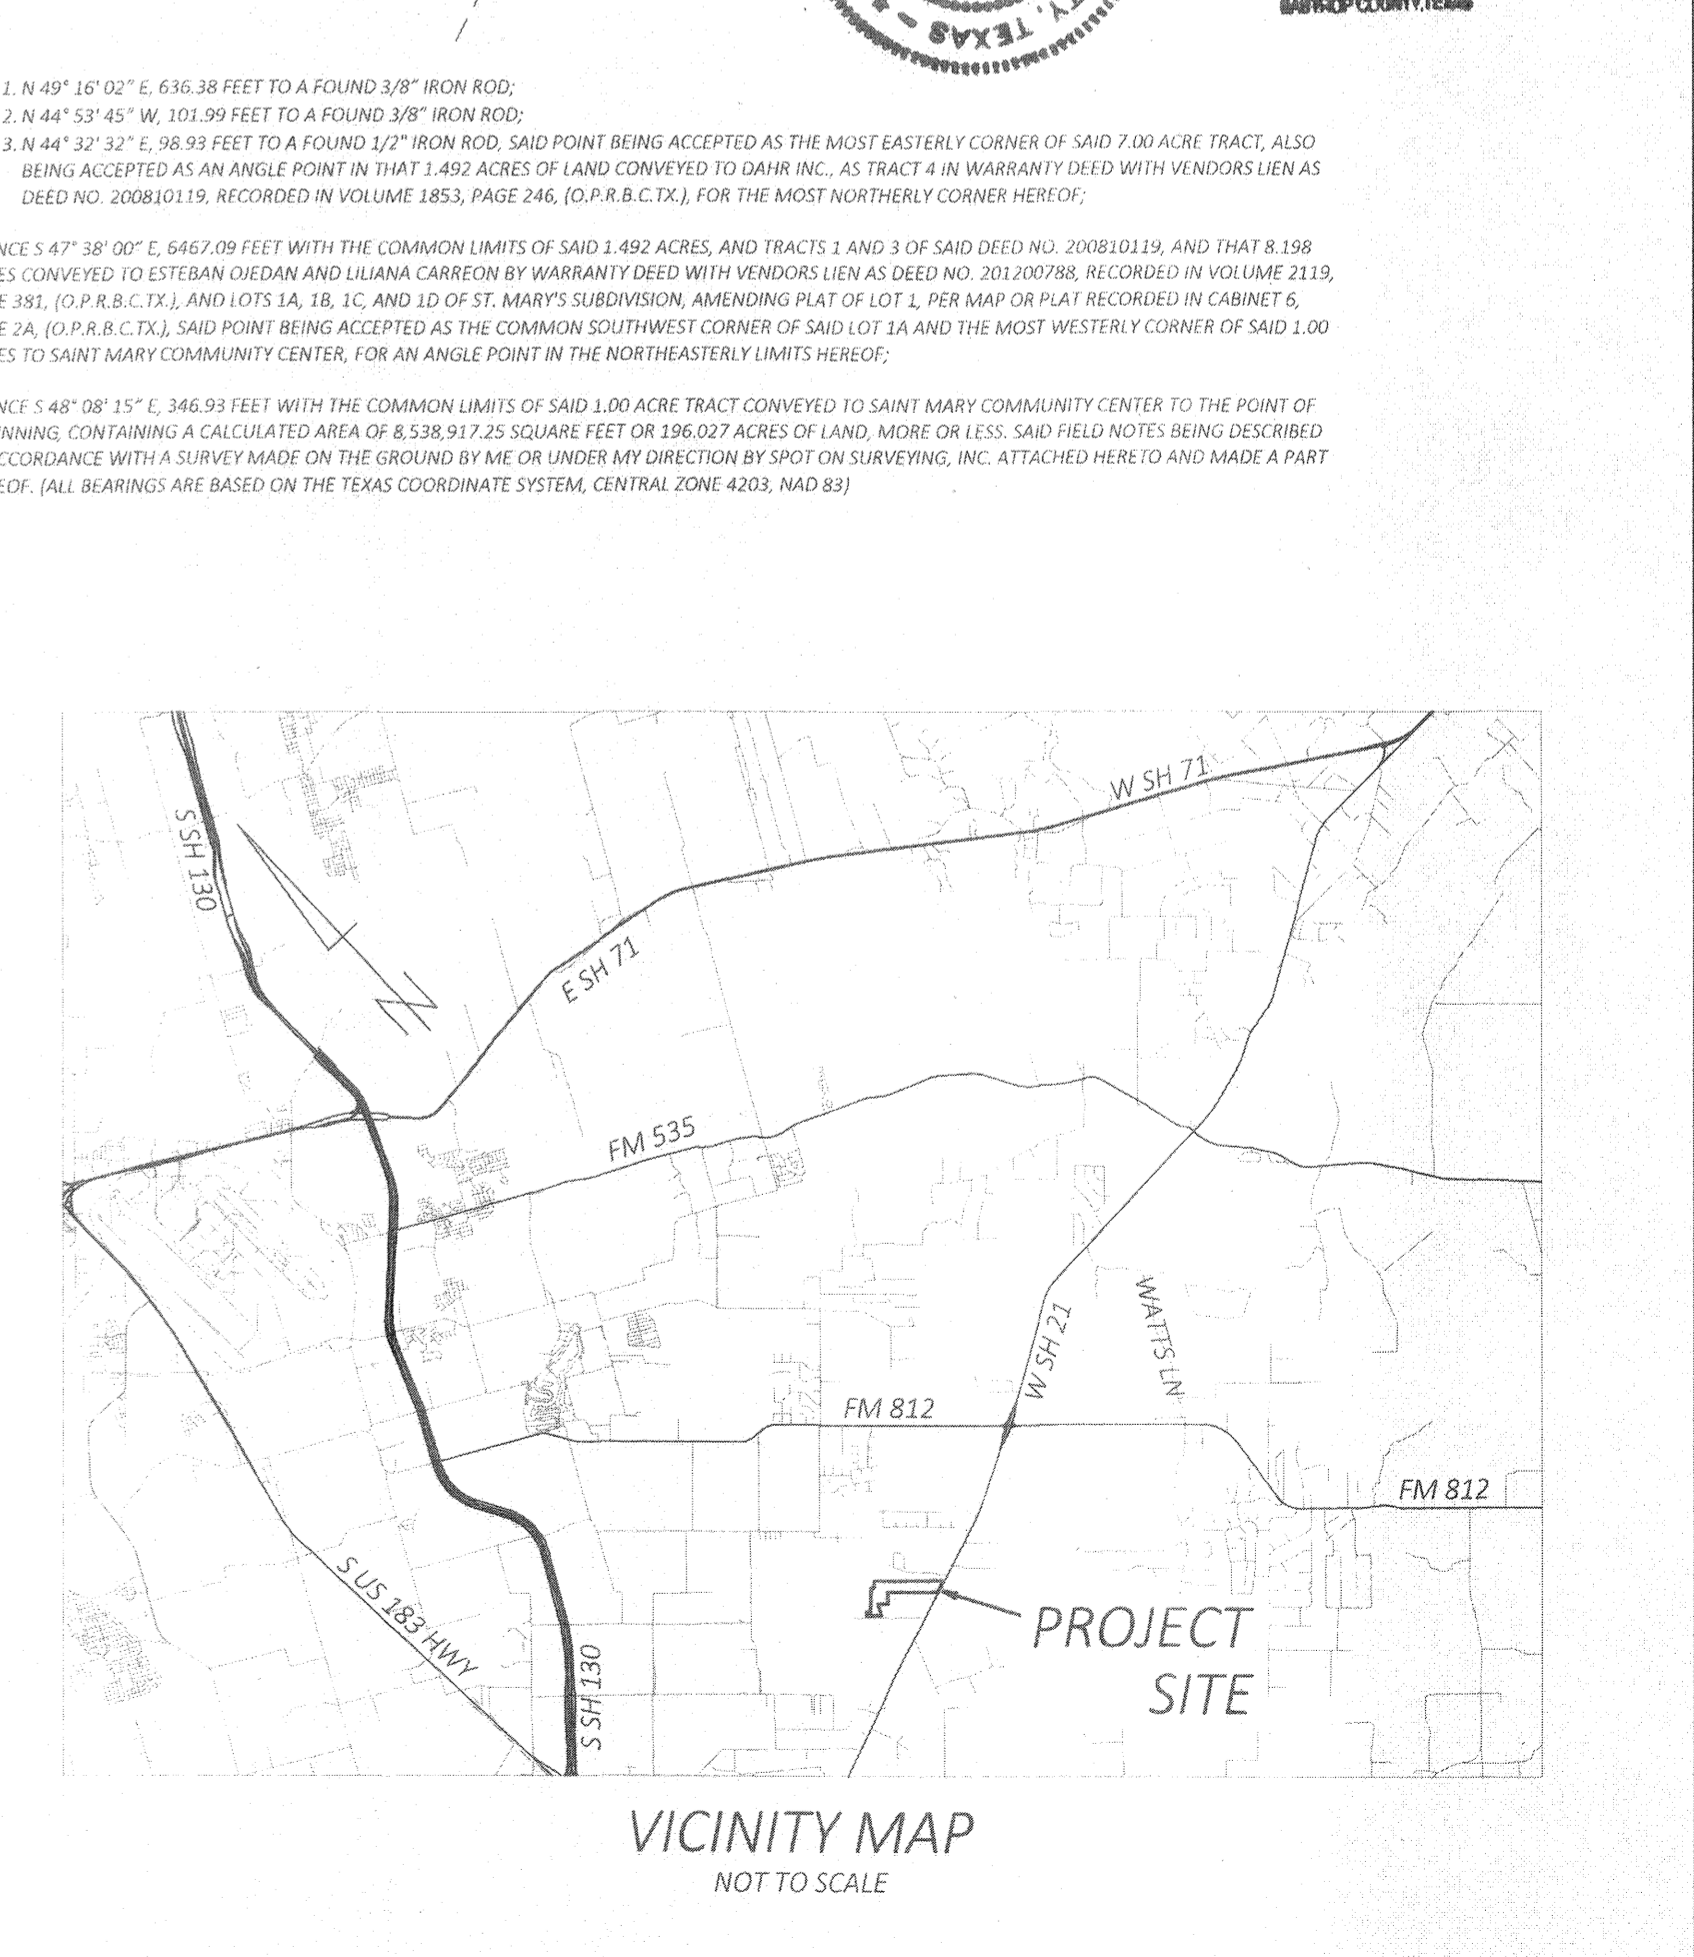 TY, TEXAS
BASTROP COUNTY, TEXAS
1. N 49° 16' 02" E, 636.38 FEET TO A FOUND 3/8" IRON ROD;
2. N 44° 53' 45" W, 101.99 FEET TO A FOUND 3/8" IRON ROD;
3. N 44° 32' 32" E, 98.93 FEET TO A FOUND 1/2" IRON ROD, SAID POINT BEING ACCEPTED AS THE MOST EASTERLY CORNER OF SAID 7.00 ACRE TRACT, ALSO
BEING ACCEPTED AS AN ANGLE POINT IN THAT 1.492 ACRES OF LAND CONVEYED TO DAHR INC., AS TRACT 4 IN WARRANTY DEED WITH VENDORS LIEN AS
DEED NO. 200810119, RECORDED IN VOLUME 1853, PAGE 246, (O.P.R.B.C.TX.), FOR THE MOST NORTHERLY CORNER HEREOF;
NCE S 47° 38' 00" E, 6467.09 FEET WITH THE COMMON LIMITS OF SAID 1.492 ACRES, AND TRACTS 1 AND 3 OF SAID DEED NO. 200810119, AND THAT 8.198
ES CONVEYED TO ESTEBAN OJEDAN AND LILIANA CARREON BY WARRANTY DEED WITH VENDORS LIEN AS DEED NO. 201200788, RECORDED IN VOLUME 2119,
E 381, (O.P.R.B.C.TX.), AND LOTS 1A, 1B, 1C, AND 1D OF ST. MARY'S SUBDIVISION, AMENDING PLAT OF LOT 1, PER MAP OR PLAT RECORDED IN CABINET 6,
E 2A, (O.P.R.B.C.TX.), SAID POINT BEING ACCEPTED AS THE COMMON SOUTHWEST CORNER OF SAID LOT 1A AND THE MOST WESTERLY CORNER OF SAID 1.00
ES TO SAINT MARY COMMUNITY CENTER, FOR AN ANGLE POINT IN THE NORTHEASTERLY LIMITS HEREOF;
NCE S 48° 08' 15" E, 346.93 FEET WITH THE COMMON LIMITS OF SAID 1.00 ACRE TRACT CONVEYED TO SAINT MARY COMMUNITY CENTER TO THE POINT OF
INNING, CONTAINING A CALCULATED AREA OF 8,538,917.25 SQUARE FEET OR 196.027 ACRES OF LAND, MORE OR LESS. SAID FIELD NOTES BEING DESCRIBED
CCORDANCE WITH A SURVEY MADE ON THE GROUND BY ME OR UNDER MY DIRECTION BY SPOT ON SURVEYING, INC. ATTACHED HERETO AND MADE A PART
EOF. (ALL BEARINGS ARE BASED ON THE TEXAS COORDINATE SYSTEM, CENTRAL ZONE 4203, NAD 83)
W SH 71
S SH 130
E SH 71
N
FM 535
W SH 21
WATTS LN
FM 812
FM 812
S US 183 HWY
S SH 130
PROJECT
SITE
VICINITY MAP
NOT TO SCALE